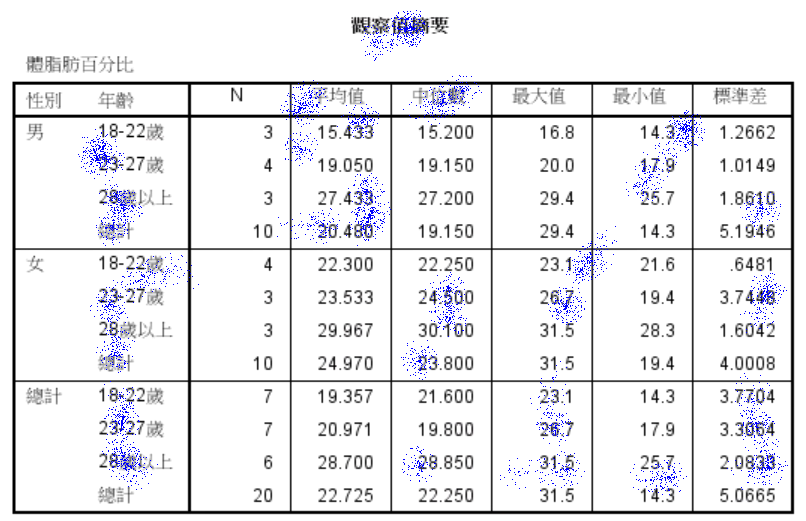 觀察值摘要
體脂肪百分比
性別 年齡 N 平均值 中位數 最大值 最小值 標準差
男 18-22歲 3 15.433 15.200 16.8 14.3 1.2662
23-27歲 4 19.050 19.150 20.0 17.9 1.0149
28歲以上 3 27.433 27.200 29.4 25.7 1.8610
總計 10 20.480 19.150 29.4 14.3 5.1946
女 18-22歲 4 22.300 22.250 23.1 21.6 .6481
23-27歲 3 23.533 24.500 26.7 19.4 3.7448
28歲以上 3 29.967 30.100 31.5 28.3 1.6042
總計 10 24.970 23.800 31.5 19.4 4.0008
總計 18-22歲 7 19.357 21.600 23.1 14.3 3.7704
23-27歲 7 20.971 19.800 26.7 17.9 3.3064
28歲以上 6 28.700 28.850 31.5 25.7 2.0833
總計 20 22.725 22.250 31.5 14.3 5.0665